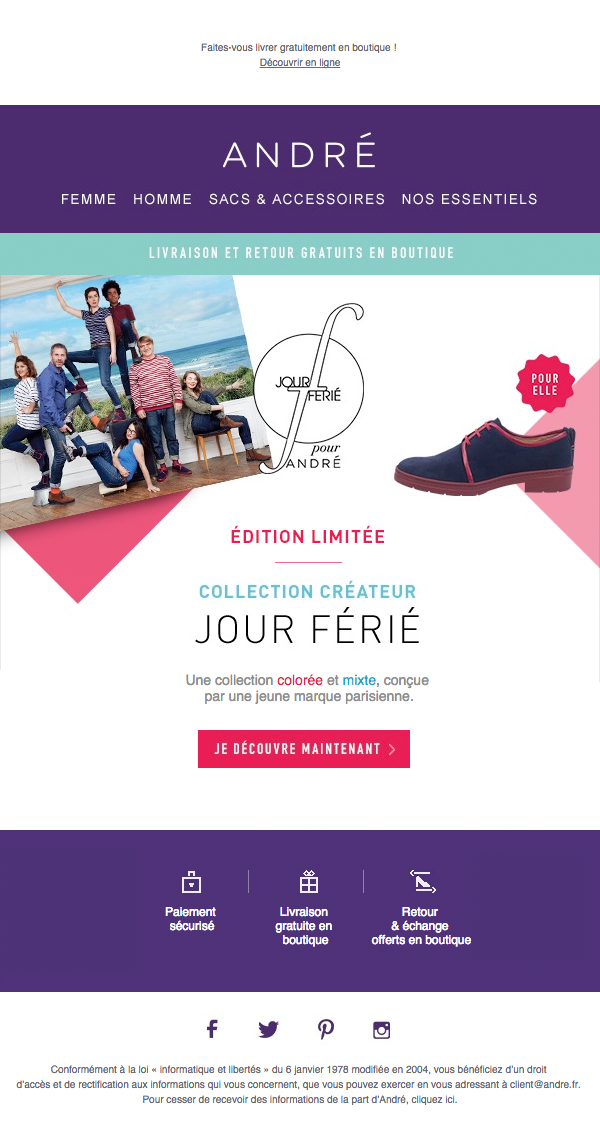 Faites-vous livrer gratuitement en boutique !
Découvrir en ligne
ANDRÉ
FEMME HOMME SACS & ACCESSOIRES NOS ESSENTIELS
LIVRAISON ET RETOUR GRATUITS EN BOUTIQUE
JOUR
FERIÉ
pour
ANDRÉ
POUR
ELLE
ÉDITION LIMITÉE
COLLECTION CRÉATEUR
JOUR FÉRIÉ
Une collection colorée et mixte, conçue
par une jeune marque parisienne.
JE DÉCOUVRE MAINTENANT >
Paiement
sécurisé
Livraison
gratuite en
boutique
Retour
& échange
offerts en boutique
Conformément à la loi « informatique et libertés » du 6 janvier 1978 modifiée en 2004, vous bénéficiez d'un droit
d'accès et de rectification aux informations qui vous concernent, que vous pouvez exercer en vous adressant à client@andre.fr.
Pour cesser de recevoir des informations de la part d'André, cliquez ici.